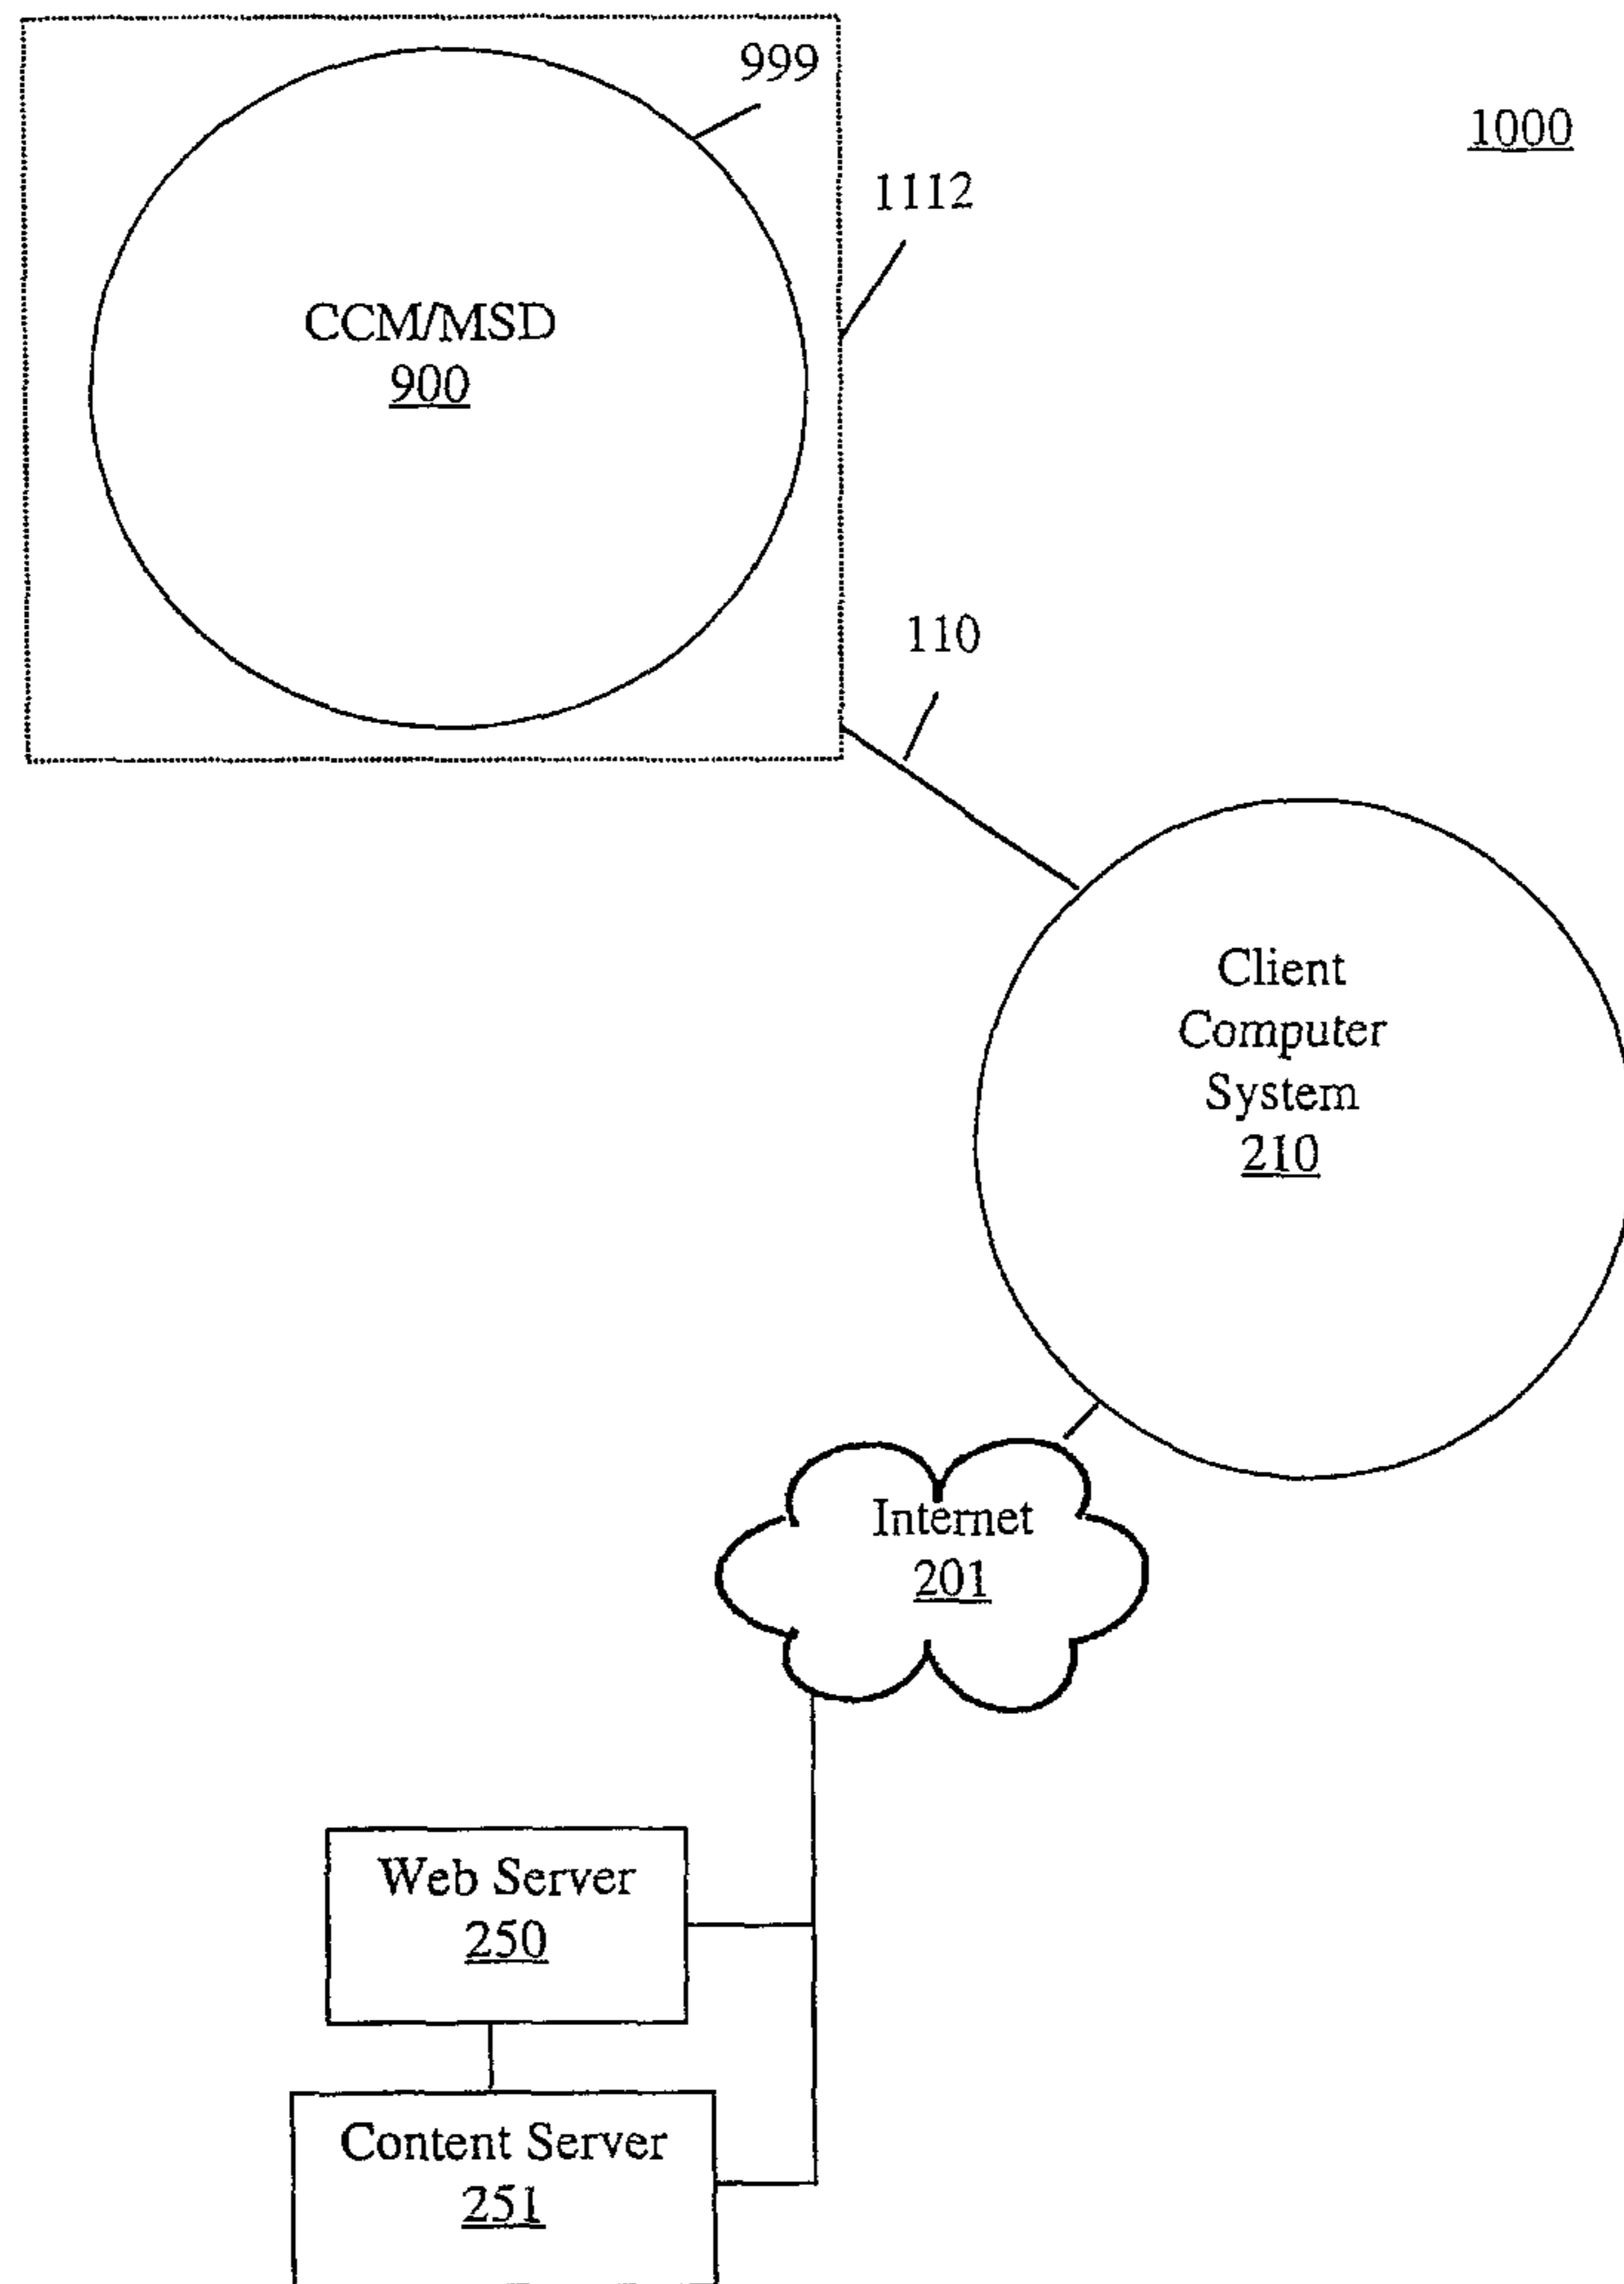 999
1000
1112
CCM/MSD
900
110
Client
Computer
System
210
Internet
201
Web Server
250
Content Server
251